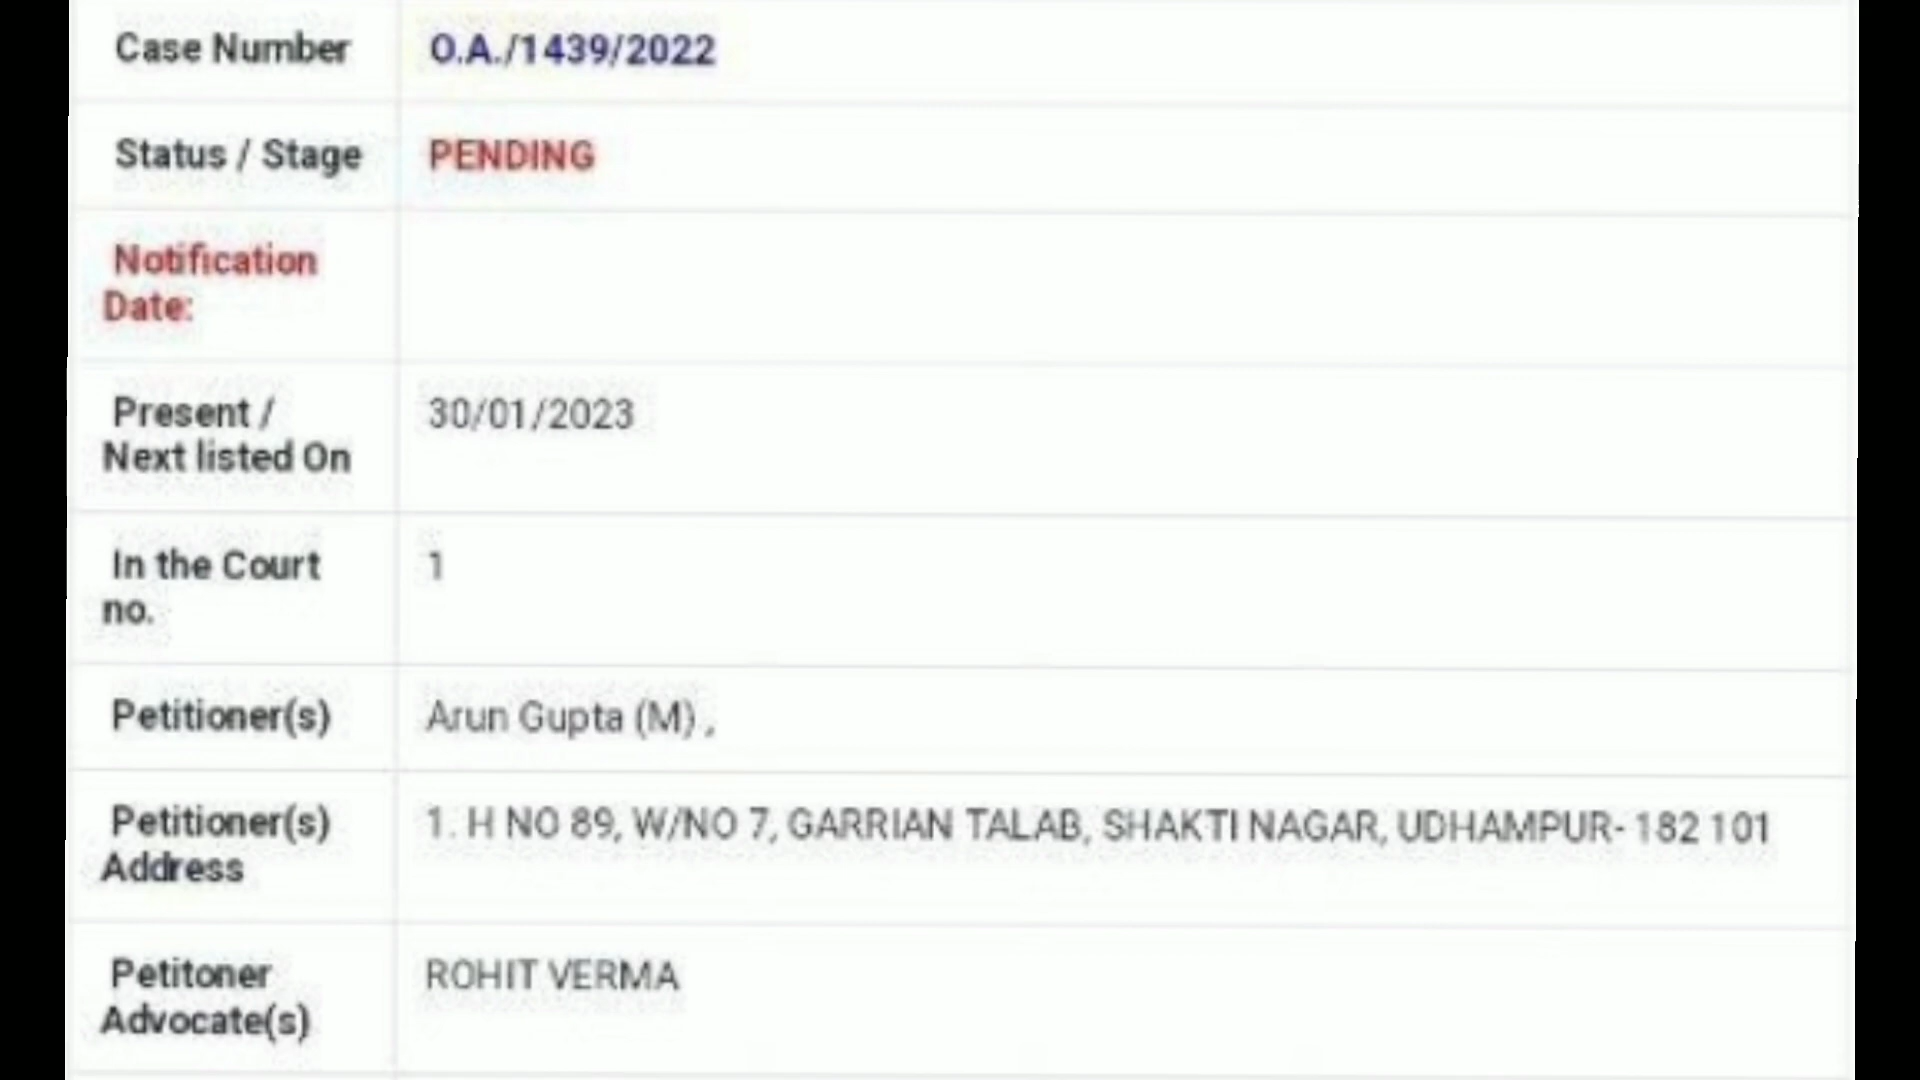 Case Number O.A./1439/2022
Status / Stage PENDING
Notification
Date:
Present / 30/01/2023
Next listed On
In the Court 1
no.
Petitioner(s) Arun Gupta (M) ,
Petitioner(s) 1. H NO 89, W/NO 7, GARRIAN TALAB, SHAKTI NAGAR, UDHAMPUR- 182 101
Address
Petitoner ROHIT VERMA
Advocate(s)